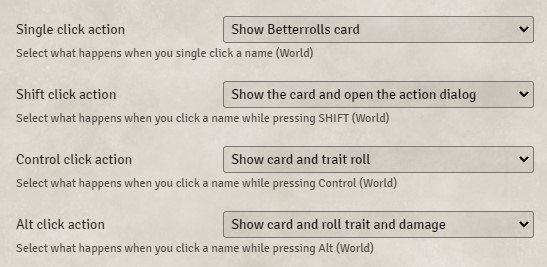 Single click action Show Betterrolls card
Select what happens when you single click a name (World)
Shift click action Show the card and open the action dialog
Select what happens when you click a name while pressing SHIFT (World)
Control click action Show card and trait roll
Select what happens when you click a name while pressing Control (World)
Alt click action Show card and roll trait and damage
Select what happens when you click a name while pressing Alt (World)